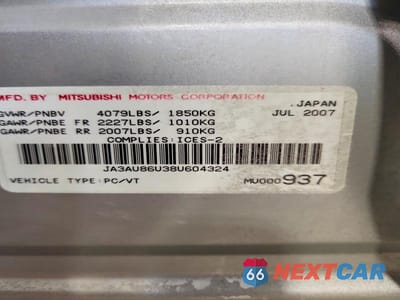 MFD. BY MITSUBISHI MOTORS CORPORATION
JAPAN
GVWR/PNBV 4079LBS/ 1850KG JUL 2007
GAWR/PNBE FR 2227LBS/ 1010KG
GAWR/PNBE RR 2007LBS/ 910KG
COMPLIES:ICES-2
JA3AU86U38U604324
VEHICLE TYPE:PC/VT MU000937
66 NEXTCAR